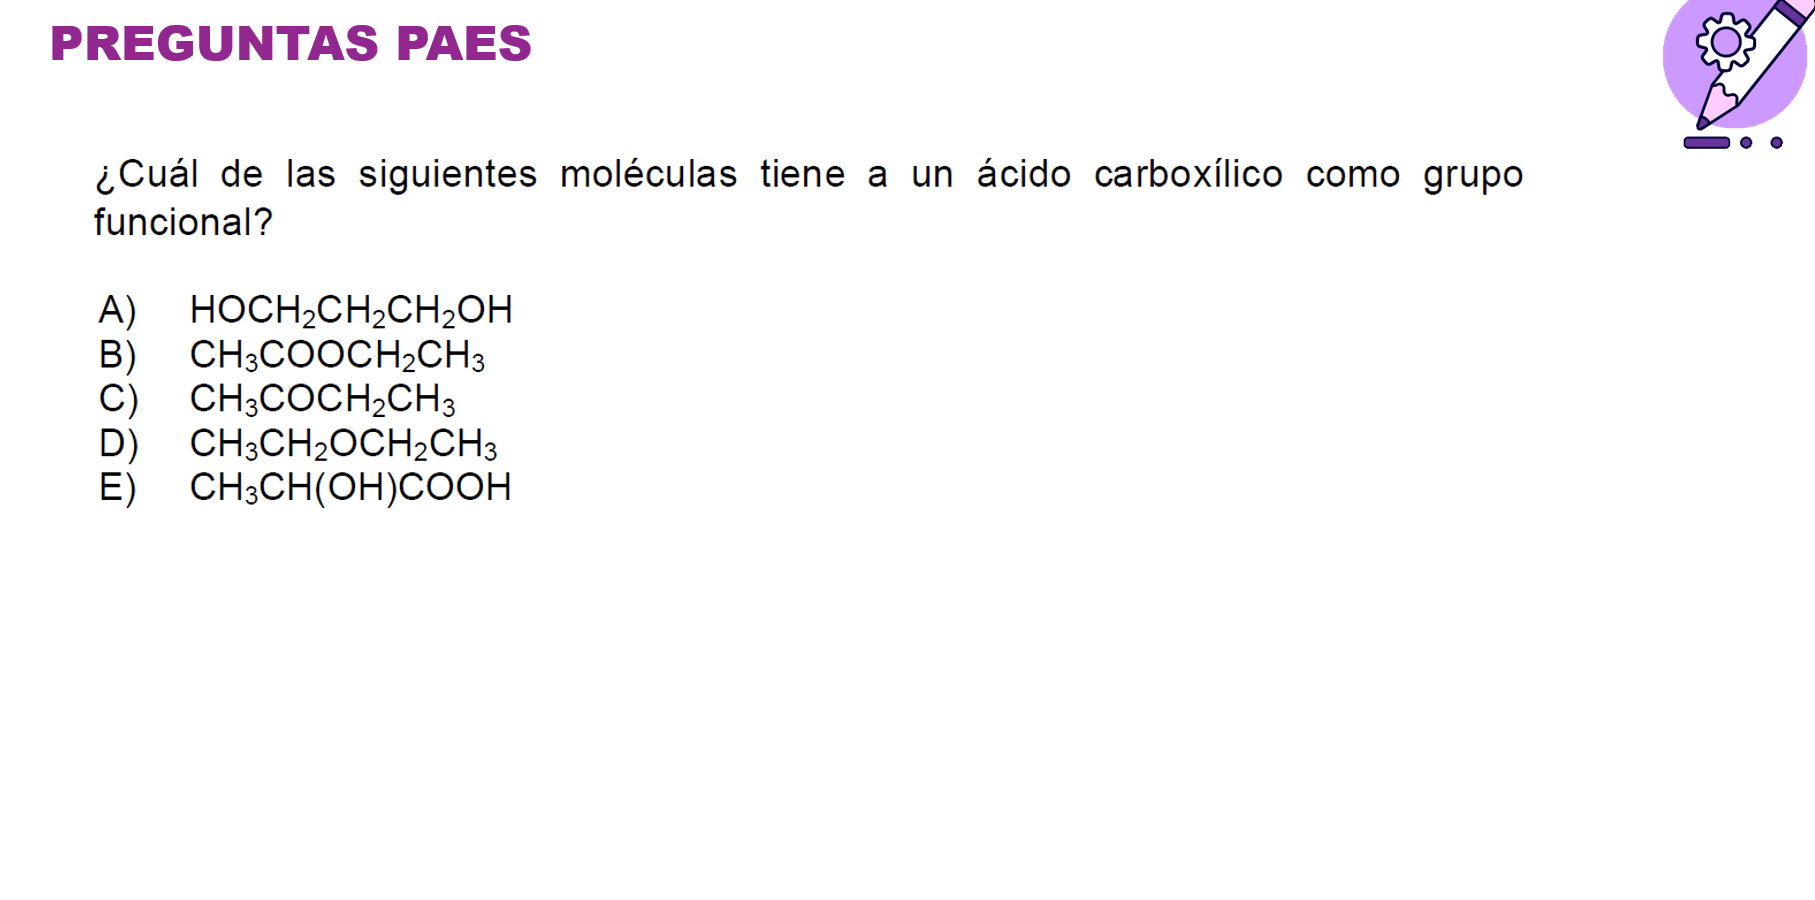 PREGUNTAS PAES
¿Cuál de las siguientes moléculas tiene a un ácido carboxílico como grupo
funcional?
A) HOCH₂CH₂CH₂OH
B) CH₃COOCH₂CH₃
C) CH₃COCH₂CH₃
D) CH₃CH₂OCH₂CH₃
E) CH₃CH(OH)COOH